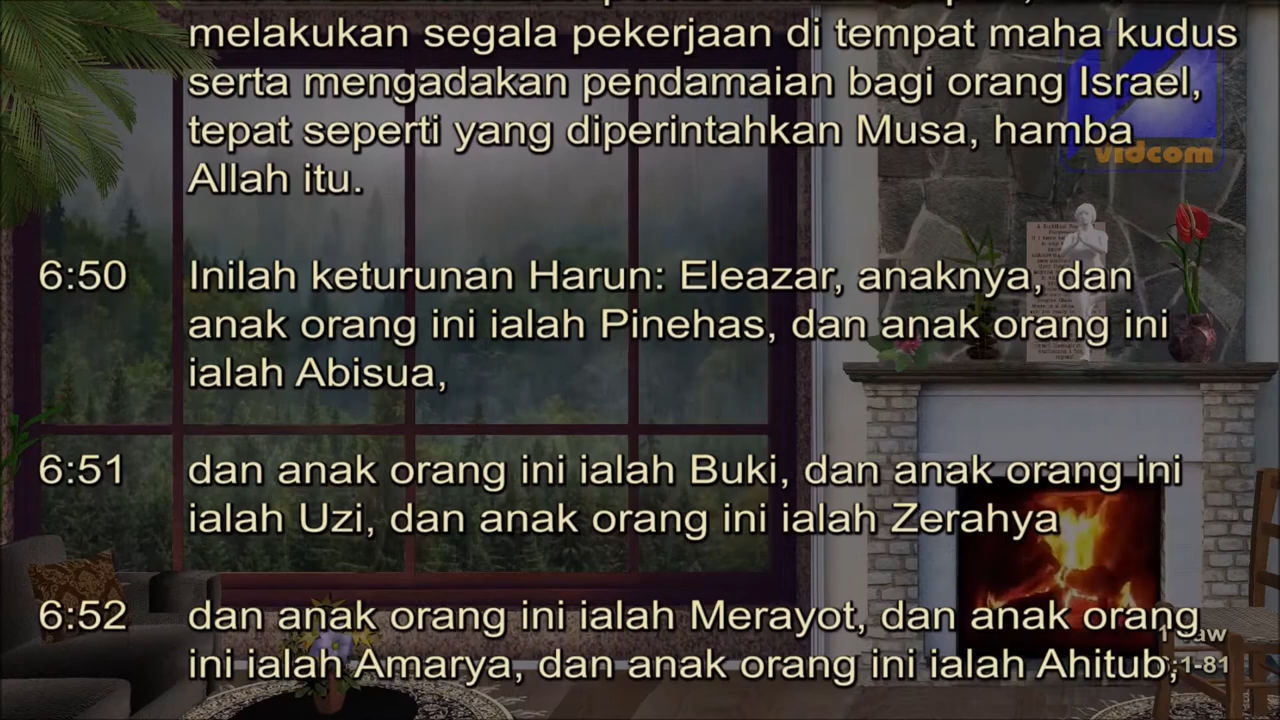 melakukan segala pekerjaan di tempat maha kudus
serta mengadakan pendamaian bagi orang Israel,
tepat seperti yang diperintahkan Musa, hamba
Allah itu.
vidcom
6:50 Inilah keturunan Harun: Eleazar, anaknya, dan
anak orang ini ialah Pinehas, dan anak orang ini
ialah Abisua,
6:51 dan anak orang ini ialah Buki, dan anak orang ini
ialah Uzi, dan anak orang ini ialah Zerahya
6:52 dan anak orang ini ialah Merayot, dan anak orang
ini ialah Amarya, dan anak orang ini ialah Ahitub,